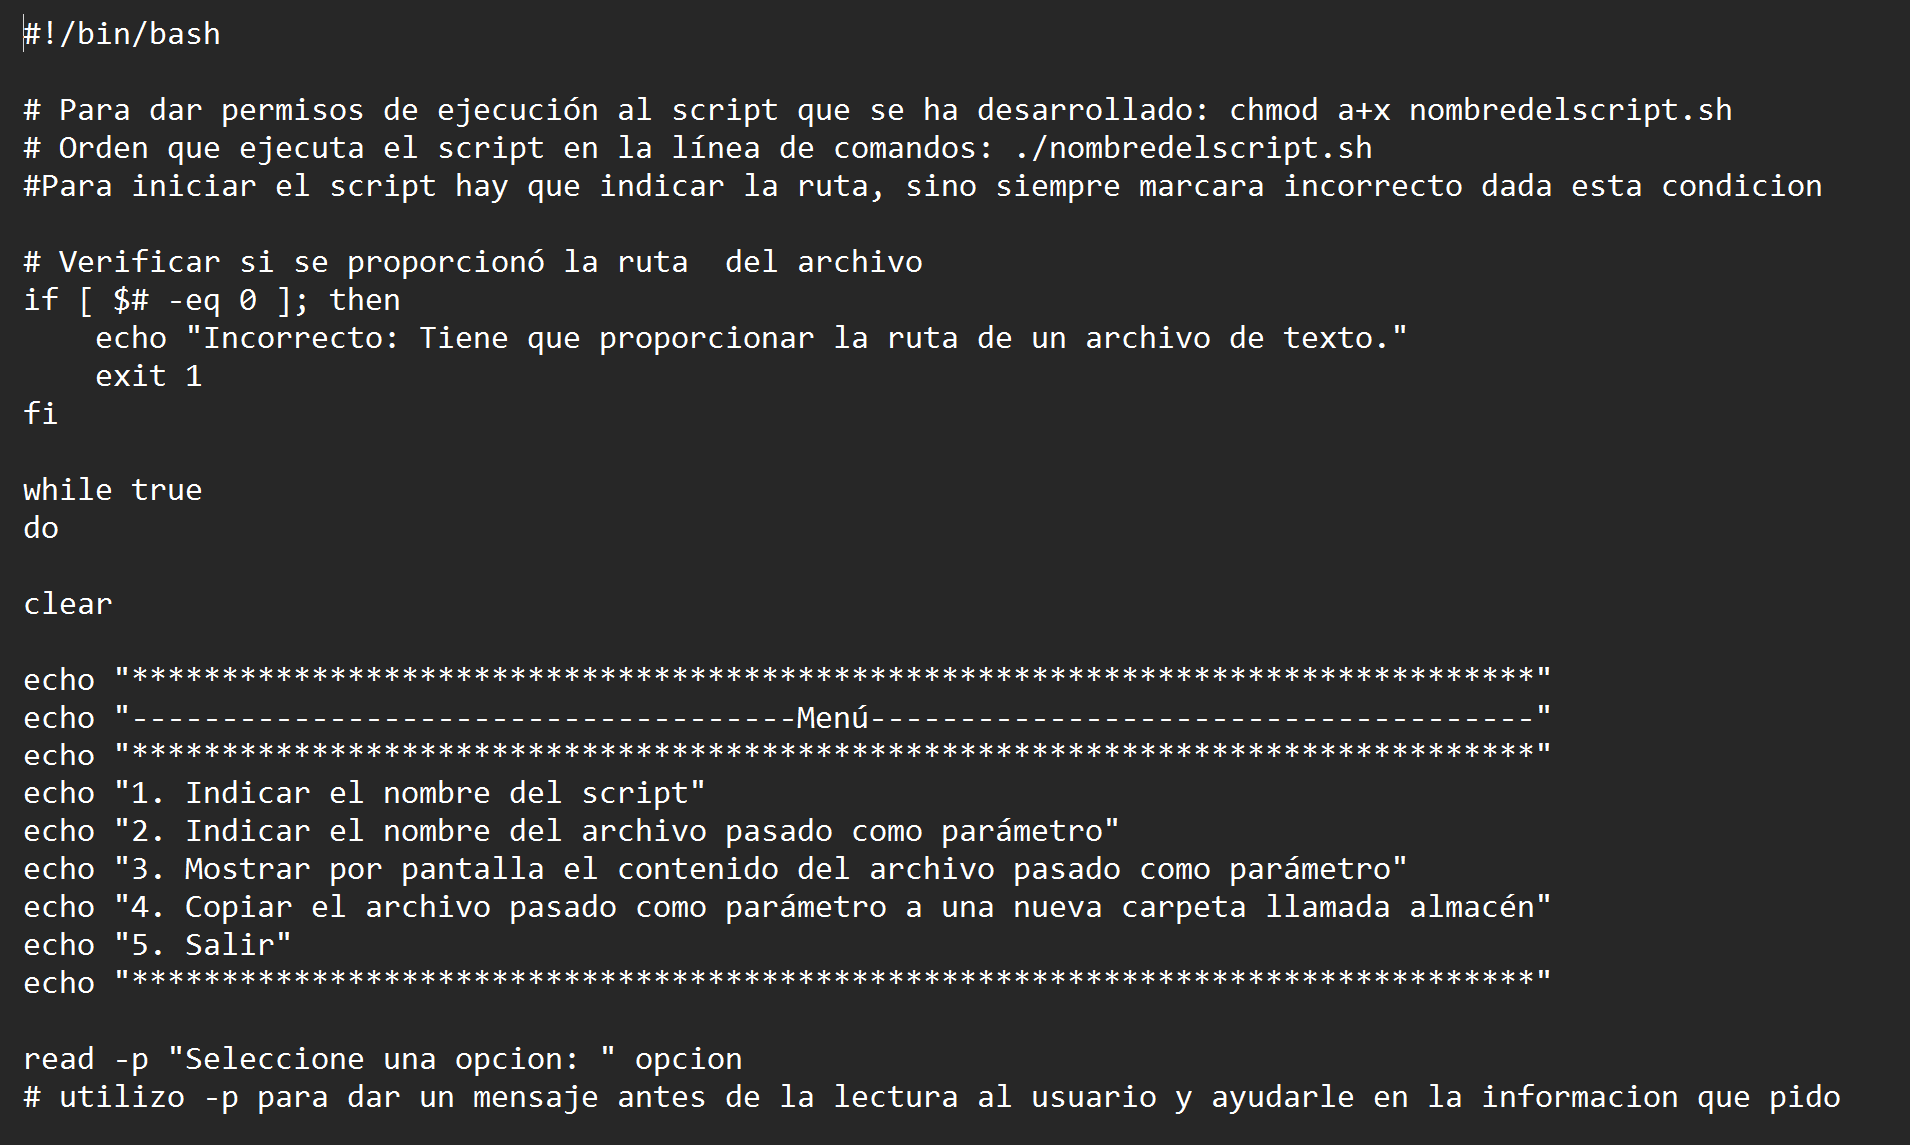 #!/bin/bash
# Para dar permisos de ejecución al script que se ha desarrollado: chmod a+x nombredelscript.sh
# Orden que ejecuta el script en la línea de comandos: ./nombredelscript.sh
#Para iniciar el script hay que indicar la ruta, sino siempre marcara incorrecto dada esta condicion
# Verificar si se proporcionó la ruta  del archivo
if [ $# -eq 0 ]; then
    echo "Incorrecto: Tiene que proporcionar la ruta de un archivo de texto."
    exit 1
fi
while true
do
clear
echo "******************************************************************************"
echo "-------------------------------------Menú-------------------------------------"
echo "******************************************************************************"
echo "1. Indicar el nombre del script"
echo "2. Indicar el nombre del archivo pasado como parámetro"
echo "3. Mostrar por pantalla el contenido del archivo pasado como parámetro"
echo "4. Copiar el archivo pasado como parámetro a una nueva carpeta llamada almacén"
echo "5. Salir"
echo "******************************************************************************"
read -p "Seleccione una opcion: " opcion
# utilizo -p para dar un mensaje antes de la lectura al usuario y ayudarle en la informacion que pido